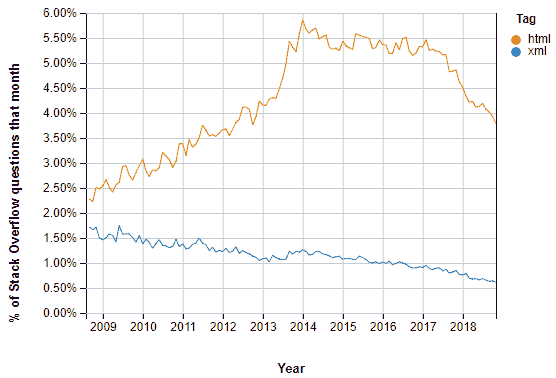 6.00%
5.50%
5.00%
4.50%
4.00%
3.50%
3.00%
2.50%
2.00%
1.50%
1.00%
0.50%
0.00%
% of Stack Overflow questions that month
2009 2010 2011 2012 2013 2014 2015 2016 2017 2018
Year
Tag
html
xml